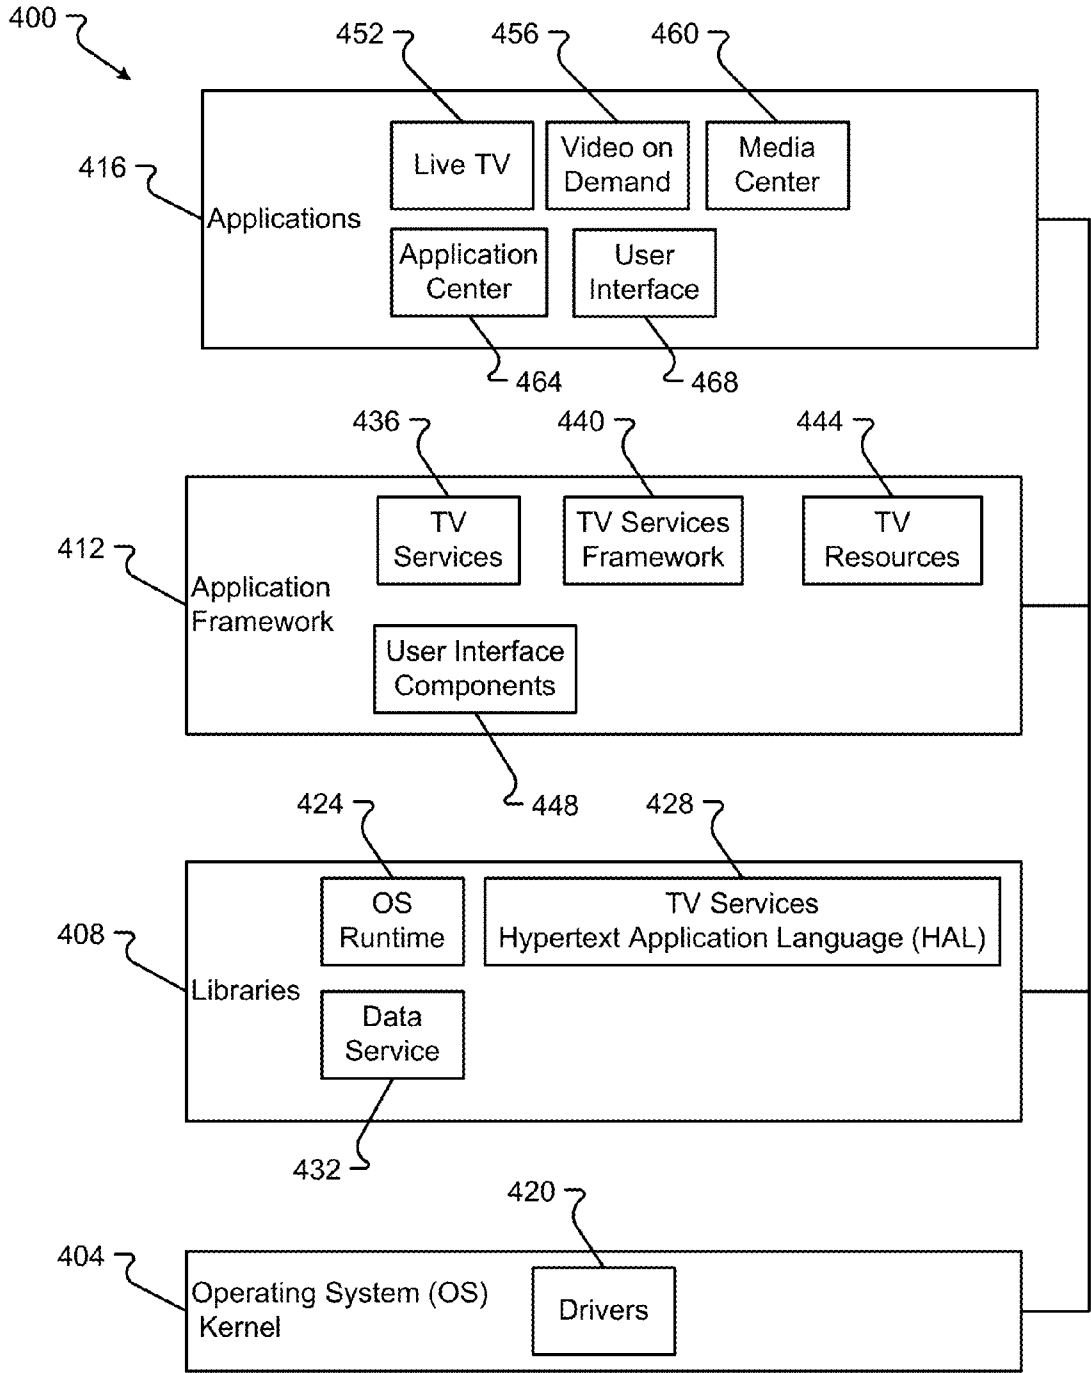 400
452
456
460
416
Applications
Live TV
Video on
Demand
Media
Center
Application
Center
User
Interface
464
468
436
440
444
412
Application
Framework
TV
Services
TV Services
Framework
TV
Resources
User Interface
Components
448
424
428
408
Libraries
OS
Runtime
TV Services
Hypertext Application Language (HAL)
Data
Service
432
420
404
Operating System (OS)
Kernel
Drivers